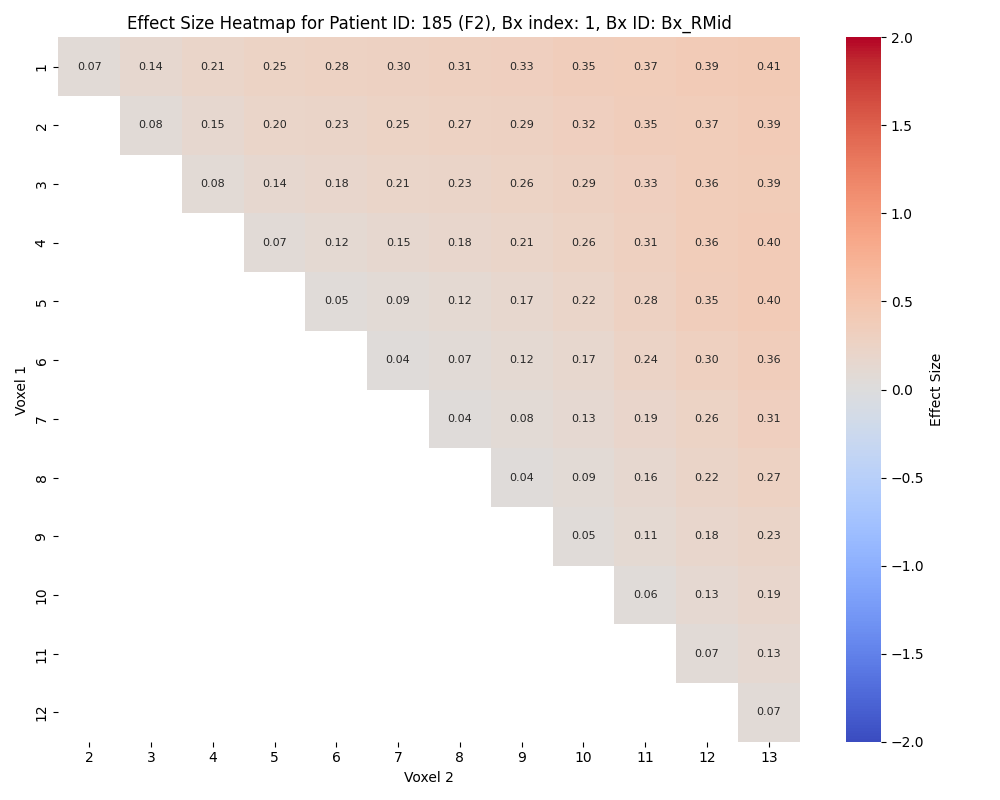 Effect Size Heatmap for Patient ID: 185 (F2), Bx index: 1, Bx ID: Bx_RMid
1 0.07 0.14 0.21 0.25 0.28 0.30 0.31 0.33 0.35 0.37 0.39 0.41
2 0.08 0.15 0.20 0.23 0.25 0.27 0.29 0.32 0.35 0.37 0.39
3 0.08 0.14 0.18 0.21 0.23 0.26 0.29 0.33 0.36 0.39
4 0.07 0.12 0.15 0.18 0.21 0.26 0.31 0.36 0.40
5 0.05 0.09 0.12 0.17 0.22 0.28 0.35 0.40
6 0.04 0.07 0.12 0.17 0.24 0.30 0.36
7 0.04 0.08 0.13 0.19 0.26 0.31
8 0.04 0.09 0.16 0.22 0.27
9 0.05 0.11 0.18 0.23
10 0.06 0.13 0.19
11 0.07 0.13
12 0.07
2 3 4 5 6 7 8 9 10 11 12 13
Voxel 1
Voxel 2
2.0
1.5
1.0
0.5
0.0
−0.5
−1.0
−1.5
−2.0
Effect Size